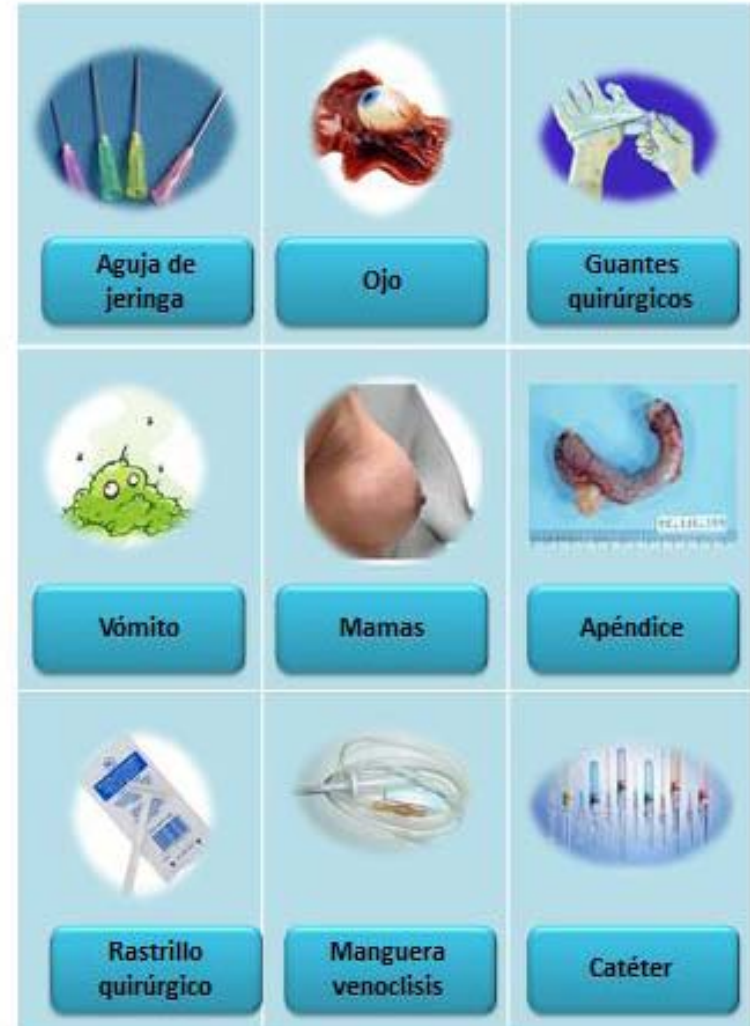 Aguja de
jeringa
Ojo
Guantes
quirúrgicos
Vómito
Mamas
Apéndice
Rastrillo
quirúrgico
Manguera
venoclisis
Catéter